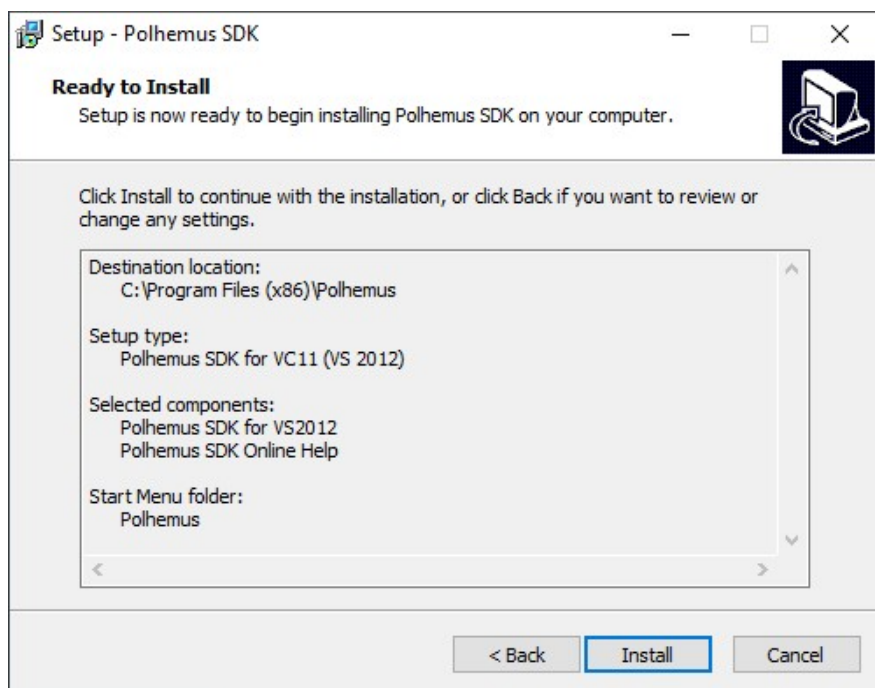 Setup - Polhemus SDK
Ready to Install
Setup is now ready to begin installing Polhemus SDK on your computer.
Click Install to continue with the installation, or click Back if you want to review or
change any settings.
Destination location:
C:\Program Files (x86)\Polhemus
Setup type:
Polhemus SDK for VC11 (VS 2012)
Selected components:
Polhemus SDK for VS2012
Polhemus SDK Online Help
Start Menu folder:
Polhemus
< Back
Install
Cancel